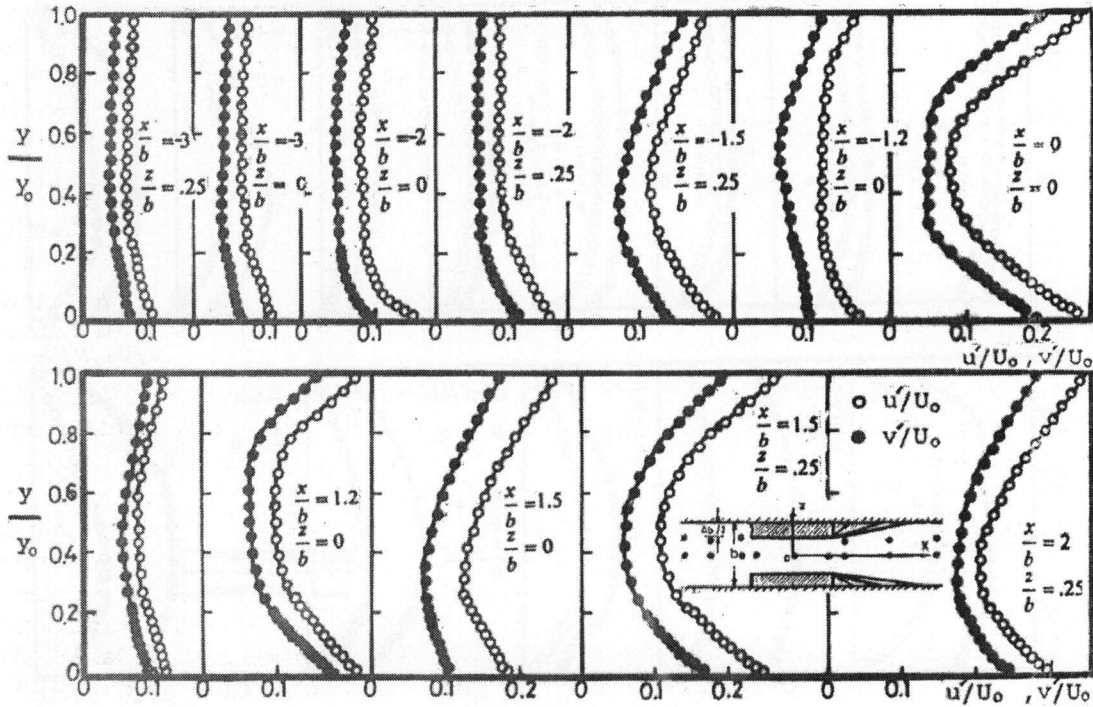 1.0
0.8
0.6
0.4
0.2
0
y
y₀
x/b = -3
z/b = .25
x/b = -3
z/b = 0
x/b = -2
z/b = 0
x/b = -2
z/b = .25
x/b = -1.5
z/b = .25
x/b = -1.2
z/b = 0
x/b = 0
z/b = 0
0 0.1 0 0.1 0 0.1 0 0.1 0 0.1 0 0.1 0 0.1 0.2
u′/U₀ , v′/U₀
1.0
0.8
0.6
0.4
0.2
0
y
y₀
x/b = 1.2
z/b = 0
x/b = 1.5
z/b = 0
x/b = 1.5
z/b = .25
u′/U₀
v′/U₀
z
b
x
x/b = 2
z/b = .25
0 0.1 0 0.1 0 0.1 0.2 0 0.1 0.2 0 0.1 0.2
u′/U₀ , v′/U₀